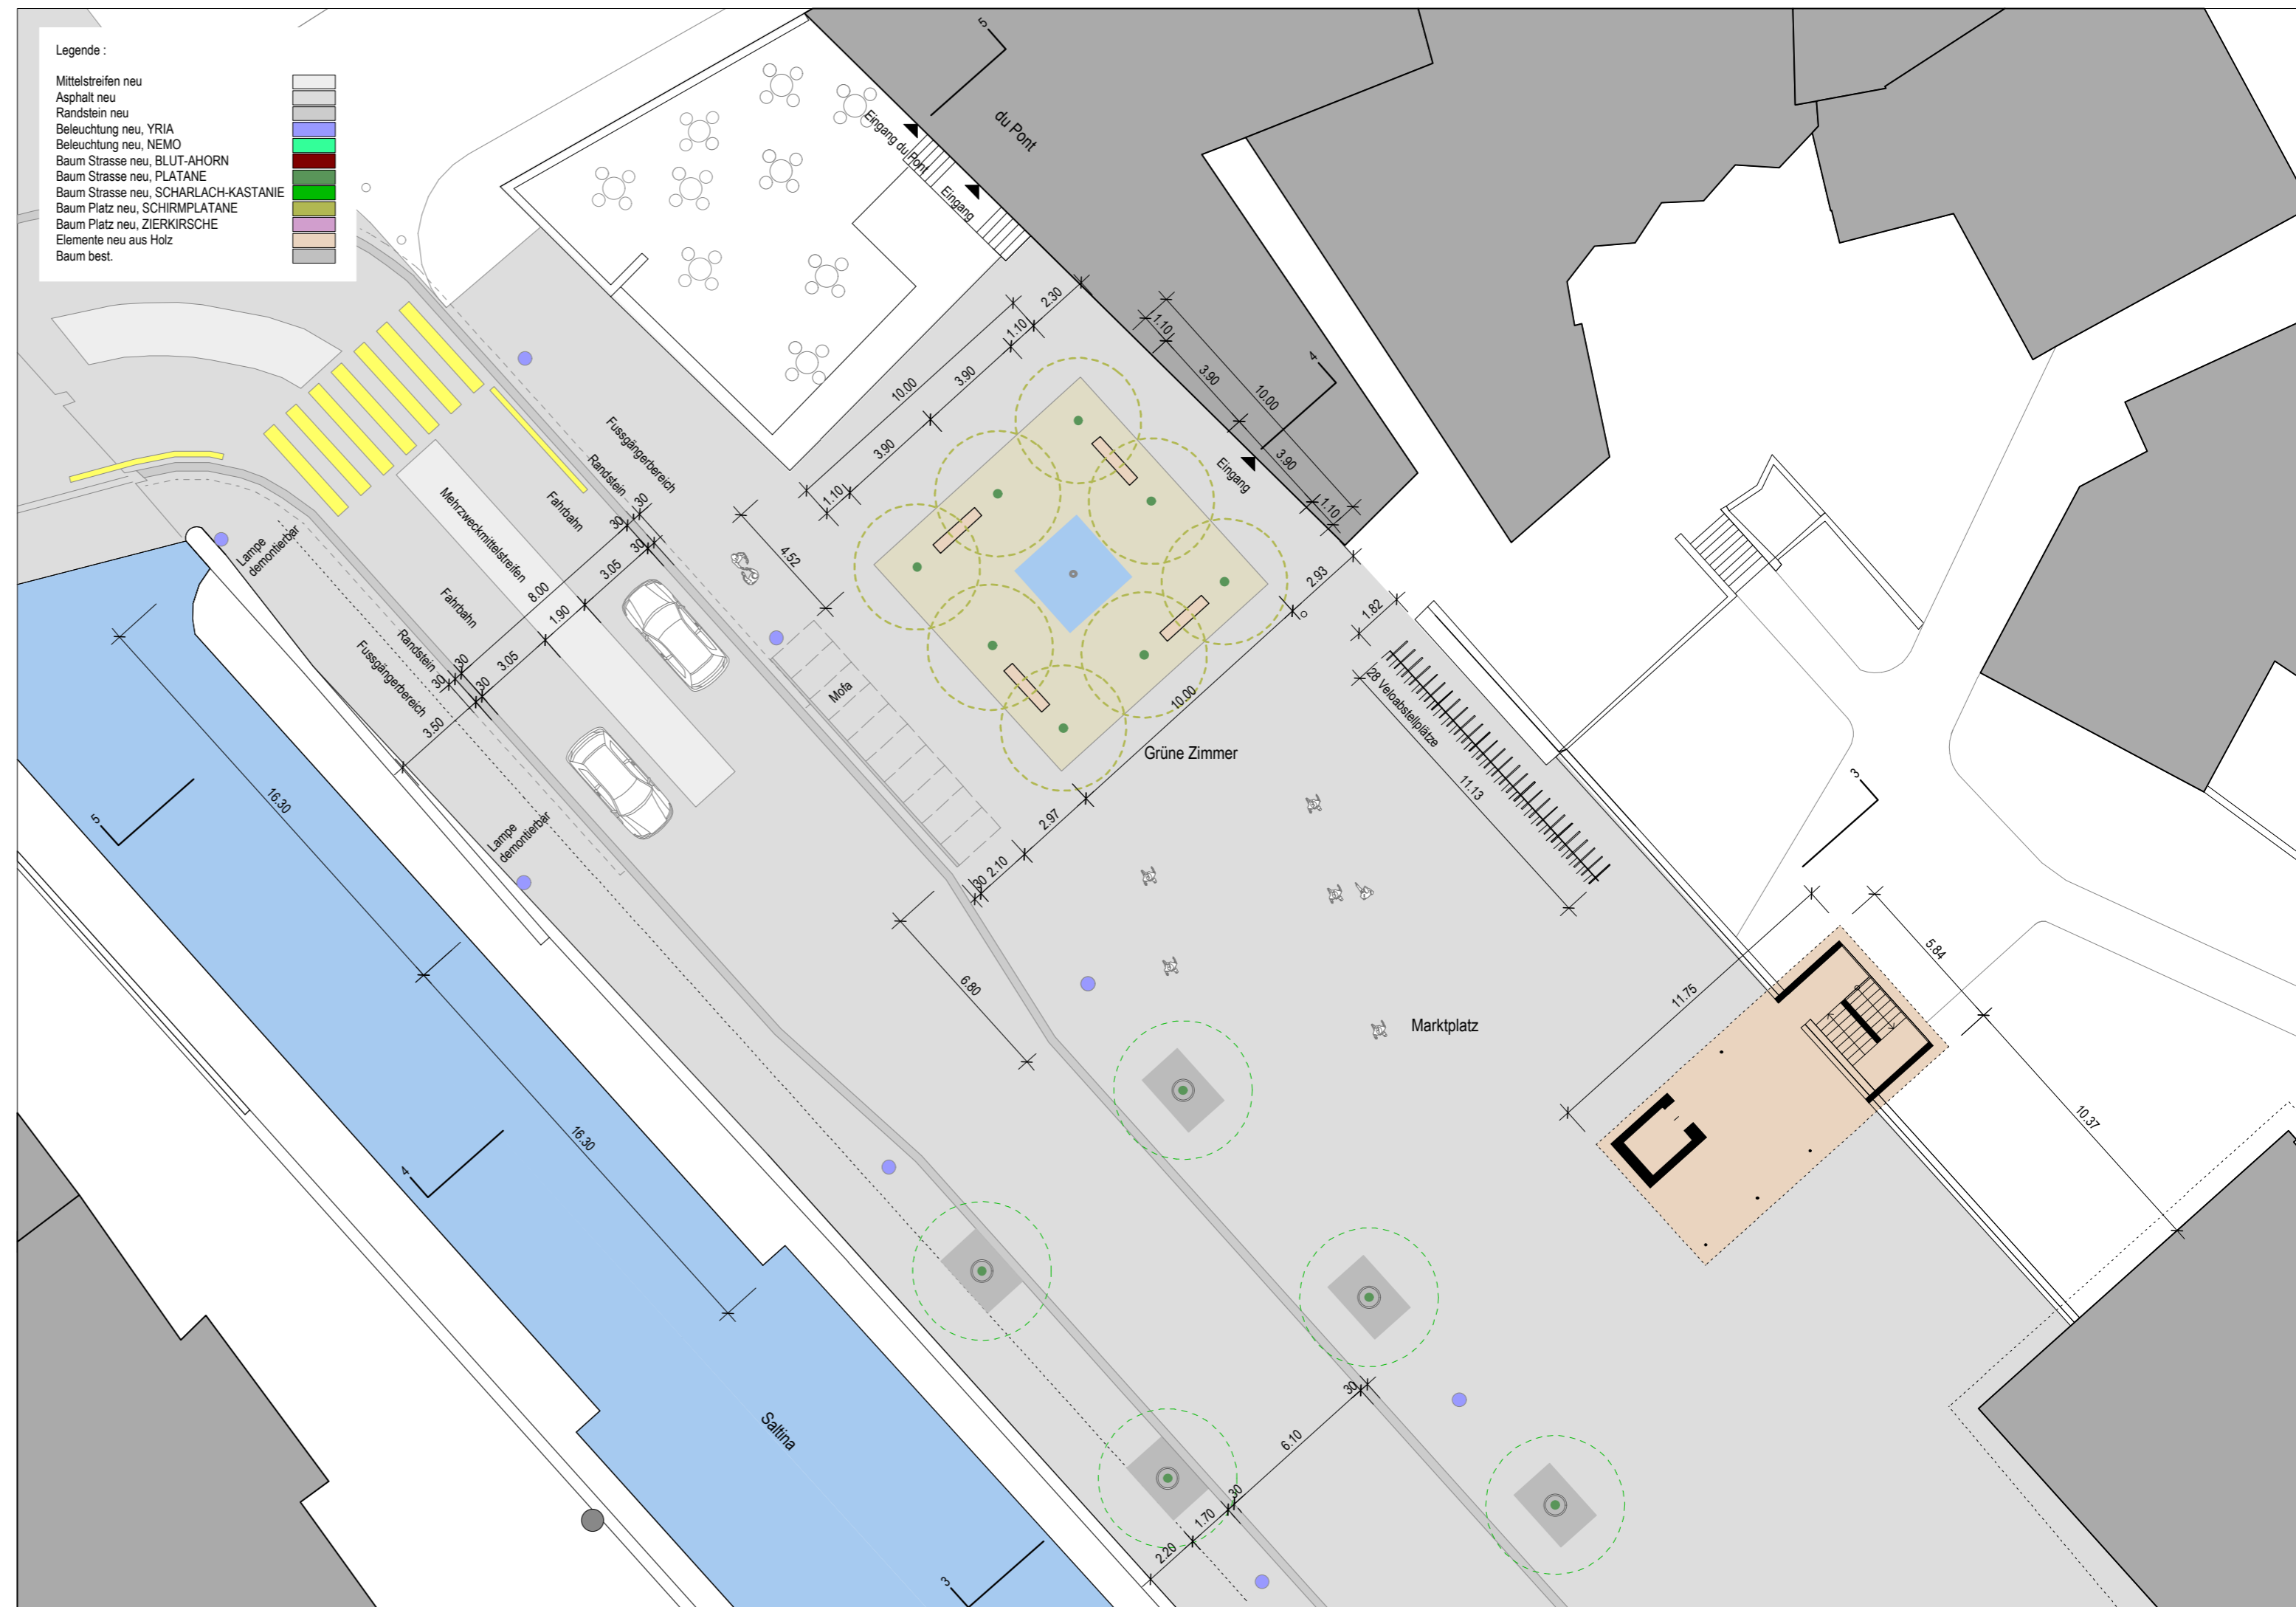 Legende :
Mittelstreifen neu
Asphalt neu
Randstein neu
Beleuchtung neu, YRIA
Beleuchtung neu, NEMO
Baum Strasse neu, BLUT-AHORN
Baum Strasse neu, PLATANE
Baum Strasse neu, SCHARLACH-KASTANIE
Baum Platz neu, SCHIRMPLATANE
Baum Platz neu, ZIERKIRSCHE
Elemente neu aus Holz
Baum best.
5
du Pont
Eingang du Pont
Eingang
2.30
1.10
10.00
3.90
3.90
1.10
1.10
3.90
10.00
3.90
1.10
4
Eingang
Fussgängerbereich
Randstein
Fahrbahn
Mehrzweckmittelstreifen
30
30
30
4.52
3.05
8.00
1.90
3.05
Lampe
demontierbar
Fahrbahn
Randstein
Fussgängerbereich
30
30
30
3.50
Mofa
2.93
1.82
10.00
Grüne Zimmer
28 Veloabstellplätze
11.13
2.97
2.10
30
3
5
16.30
Lampe
demontierbar
6.80
5.84
11.75
Marktplatz
10.37
16.30
4
Saltina
30
6.10
30
1.70
2.20
3